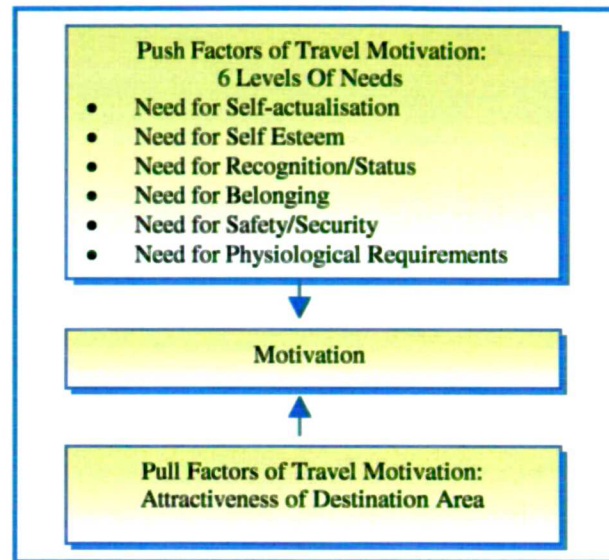 Push Factors of Travel Motivation:
6 Levels Of Needs
• Need for Self-actualisation
• Need for Self Esteem
• Need for Recognition/Status
• Need for Belonging
• Need for Safety/Security
• Need for Physiological Requirements
Motivation
Pull Factors of Travel Motivation:
Attractiveness of Destination Area